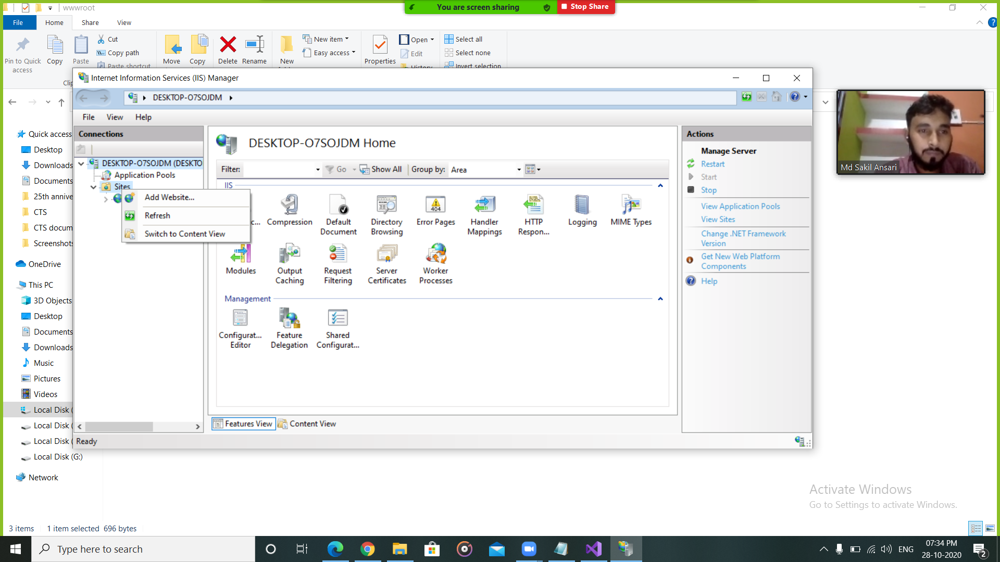 wwwroot
You are screen sharing
Stop Share
File
Home
Share
View
Pin to Quick access
Copy
Paste
Cut
Copy path
Paste shortcut
Move
Copy
Delete
Rename
New
New item
Easy access
Properties
Open
Edit
History
Select all
Select none
Invert selection
Internet Information Services (IIS) Manager
DESKTOP-O7SOJDM
File
View
Help
Quick access
Desktop
Downloads
Documents
25th anive
CTS
CTS docum
Screenshots
OneDrive
This PC
3D Objects
Desktop
Documents
Downloads
Music
Pictures
Videos
Local Disk (
Local Disk (
Local Disk (
Local Disk (G:)
Network
Connections
DESKTOP-O7SOJDM (DESKTO
Application Pools
Sites
Add Website...
Refresh
Switch to Content View
DESKTOP-O7SOJDM Home
Filter:
Go
Show All
Group by:
Area
IIS
c...
Compression
Default Document
Directory Browsing
Error Pages
404
Handler Mappings
HTTP Respon...
Logging
MIME Types
Modules
Output Caching
Request Filtering
Server Certificates
Worker Processes
Management
Configurat... Editor
Feature Delegation
Shared Configurat...
Features View
Content View
Ready
Actions
Manage Server
Restart
Start
Stop
View Application Pools
View Sites
Change .NET Framework
Version
Get New Web Platform
Components
Help
Md Sakil Ansari
Activate Windows
Go to Settings to activate Windows.
3 items
1 item selected 696 bytes
Type here to search
ENG
07:34 PM
28-10-2020
2